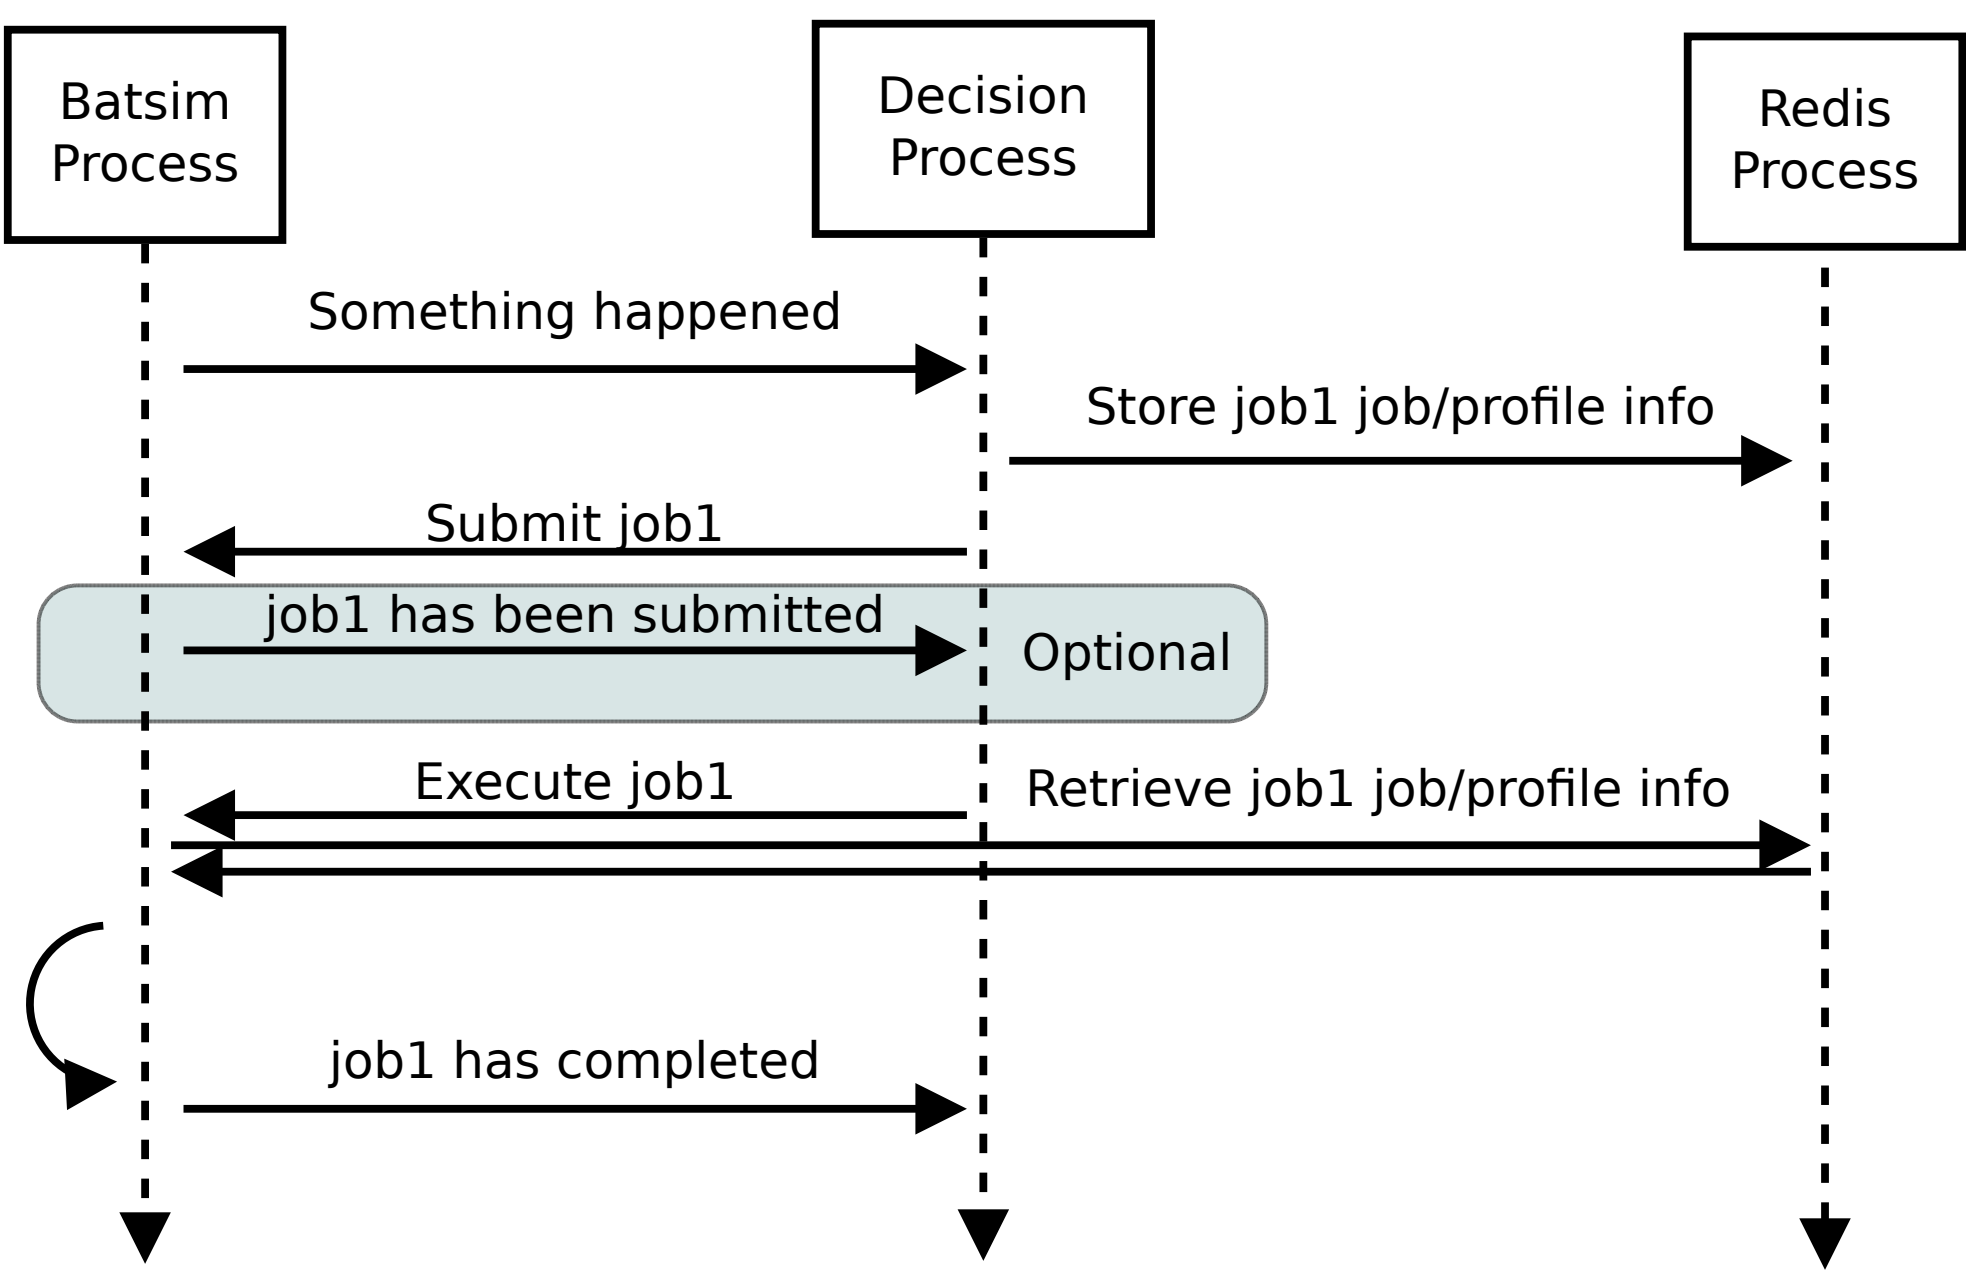 Batsim
Process
Decision
Process
Redis
Process
Something happened
Store job1 job/profile info
Submit job1
job1 has been submitted
Optional
Execute job1
Retrieve job1 job/profile info
job1 has completed